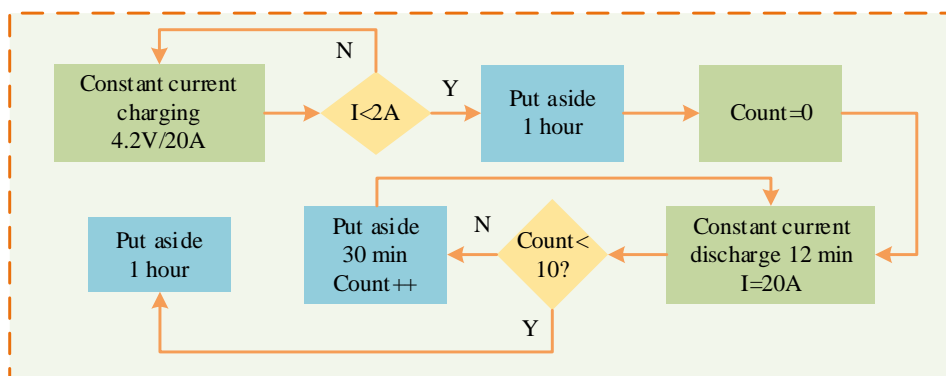 N
Constant current
charging
4.2V/20A
I<2A
Y
Put aside
1 hour
Count=0
Put aside
1 hour
Put aside
30 min
Count++
N
Count<
10?
Y
Constant current
discharge 12 min
I=20A